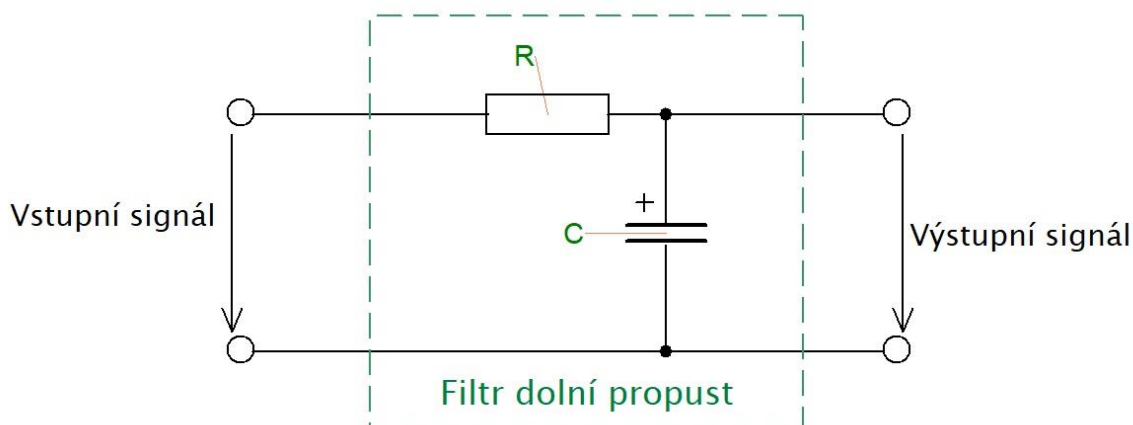 R
Vstupní signál
+
C
Výstupní signál
Filtr dolní propust